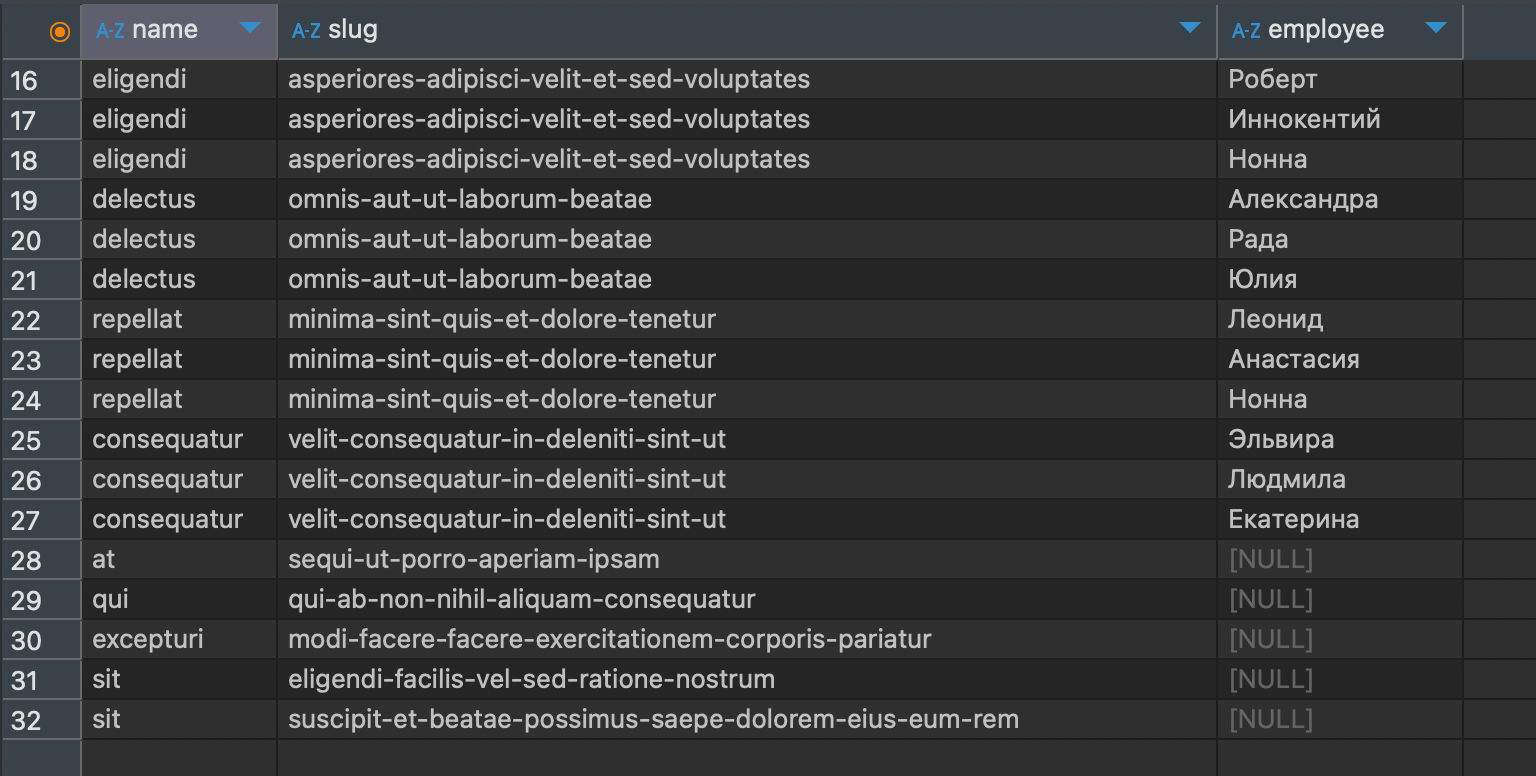 A-Z name A-Z slug A-Z employee
16 eligendi asperiores-adipisci-velit-et-sed-voluptates Роберт
17 eligendi asperiores-adipisci-velit-et-sed-voluptates Иннокентий
18 eligendi asperiores-adipisci-velit-et-sed-voluptates Нонна
19 delectus omnis-aut-ut-laborum-beatae Александра
20 delectus omnis-aut-ut-laborum-beatae Рада
21 delectus omnis-aut-ut-laborum-beatae Юлия
22 repellat minima-sint-quis-et-dolore-tenetur Леонид
23 repellat minima-sint-quis-et-dolore-tenetur Анастасия
24 repellat minima-sint-quis-et-dolore-tenetur Нонна
25 consequatur velit-consequatur-in-deleniti-sint-ut Эльвира
26 consequatur velit-consequatur-in-deleniti-sint-ut Людмила
27 consequatur velit-consequatur-in-deleniti-sint-ut Екатерина
28 at sequi-ut-porro-aperiam-ipsam [NULL]
29 qui qui-ab-non-nihil-aliquam-consequatur [NULL]
30 excepturi modi-facere-facere-exercitationem-corporis-pariatur [NULL]
31 sit eligendi-facilis-vel-sed-ratione-nostrum [NULL]
32 sit suscipit-et-beatae-possimus-saepe-dolorem-eius-eum-rem [NULL]